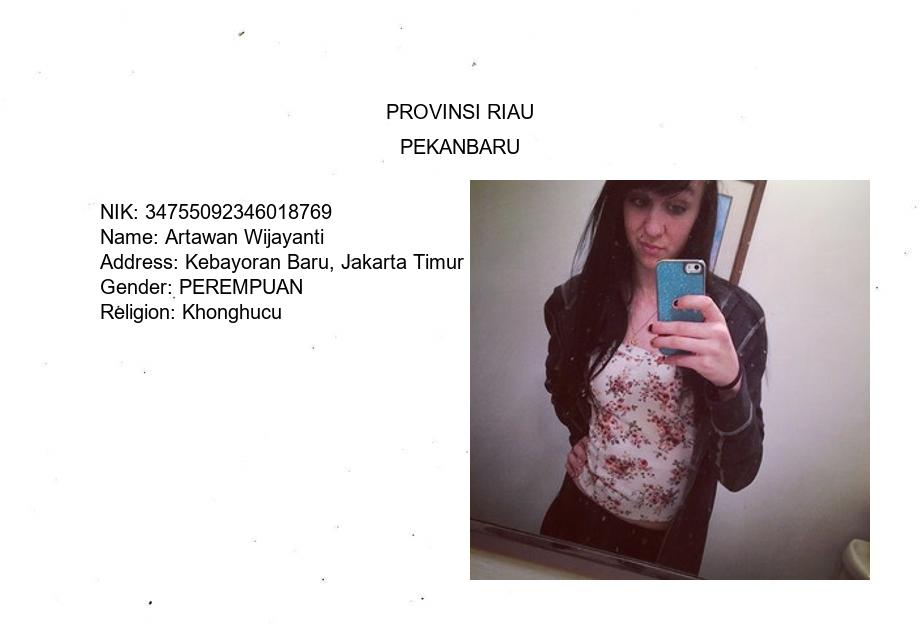 PROVINSI RIAU
PEKANBARU
NIK: 34755092346018769
Name: Artawan Wijayanti
Address: Kebayoran Baru, Jakarta Timur
Gender: PEREMPUAN
Religion: Khonghucu